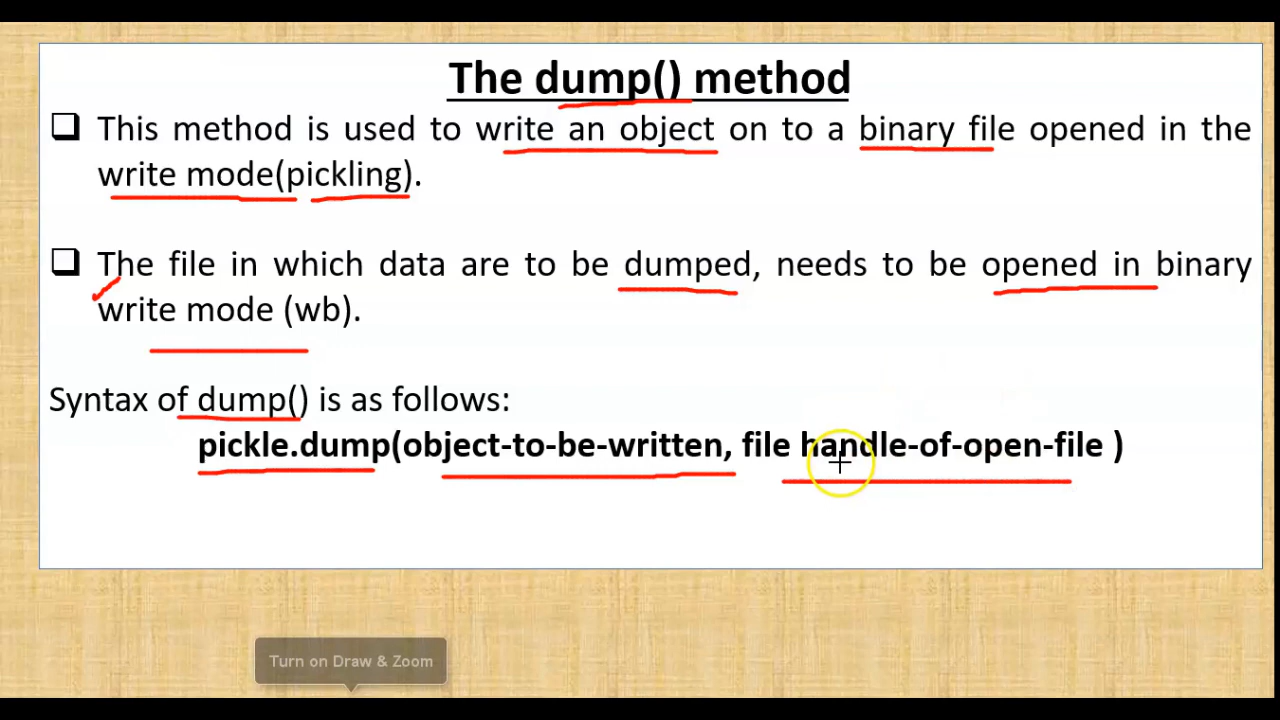 The dump() method
❑ This method is used to write an object on to a binary file opened in the
write mode(pickling).
❑ The file in which data are to be dumped, needs to be opened in binary
write mode (wb).
Syntax of dump() is as follows:
pickle.dump(object-to-be-written, file handle-of-open-file )
Turn on Draw & Zoom